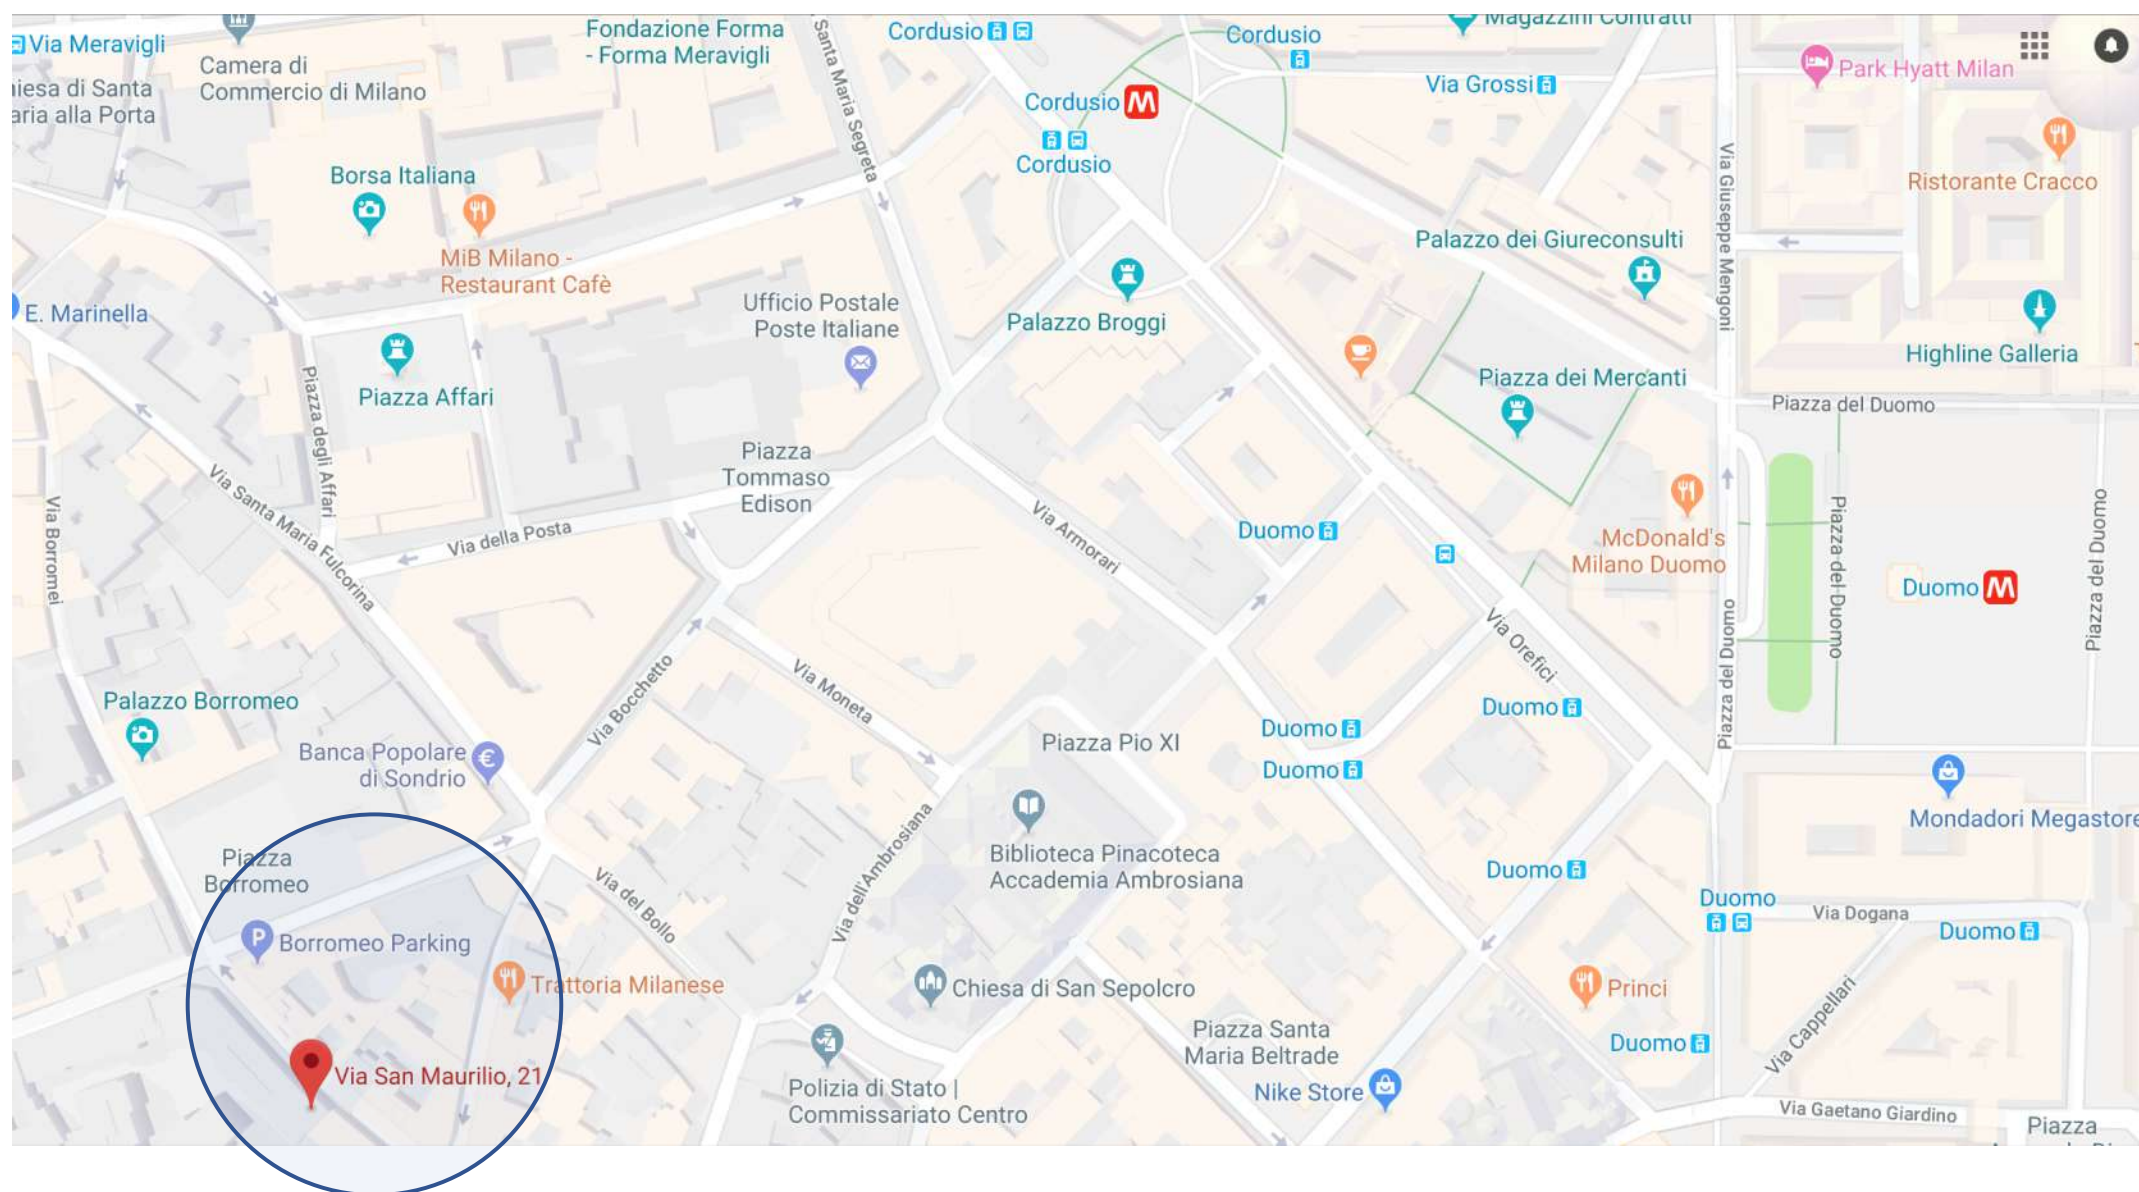 Via Meravigli
Camera di
Commercio di Milano
Fondazione Forma
- Forma Meravigli
Santa Maria Segreta
Cordusio
Cordusio
Magazzini Contratti
Via Grossi
Park Hyatt Milan
iesa di Santa
aria alla Porta
Cordusio
Cordusio
Borsa Italiana
MiB Milano -
Restaurant Cafè
Via Giuseppe Mengoni
Ristorante Cracco
Palazzo dei Giureconsulti
E. Marinella
Ufficio Postale
Poste Italiane
Palazzo Broggi
Highline Galleria
Piazza Affari
Piazza degli Affari
Piazza dei Mercanti
Piazza del Duomo
Piazza
Tommaso
Edison
Via Borromei
Via Santa Maria Fulcorina
Via della Posta
Via Armorari
Duomo
McDonald's
Milano Duomo
Piazza del Duomo
Duomo
Piazza del Duomo
Piazza del Duomo
Via Orefici
Palazzo Borromeo
Via Bocchetto
Via Moneta
Banca Popolare
di Sondrio
Piazza Pio XI
Duomo
Duomo
Duomo
Mondadori Megastore
Piazza
Borromeo
Via del Bollo
Via dell'Ambrosiana
Biblioteca Pinacoteca
Accademia Ambrosiana
Duomo
Duomo
Via Dogana
Duomo
P
Borromeo Parking
Trattoria Milanese
Chiesa di San Sepolcro
Princi
Via Cappellari
Piazza Santa
Maria Beltrade
Duomo
Via San Maurilio, 21
Polizia di Stato |
Commissariato Centro
Nike Store
Via Gaetano Giardino
Piazza